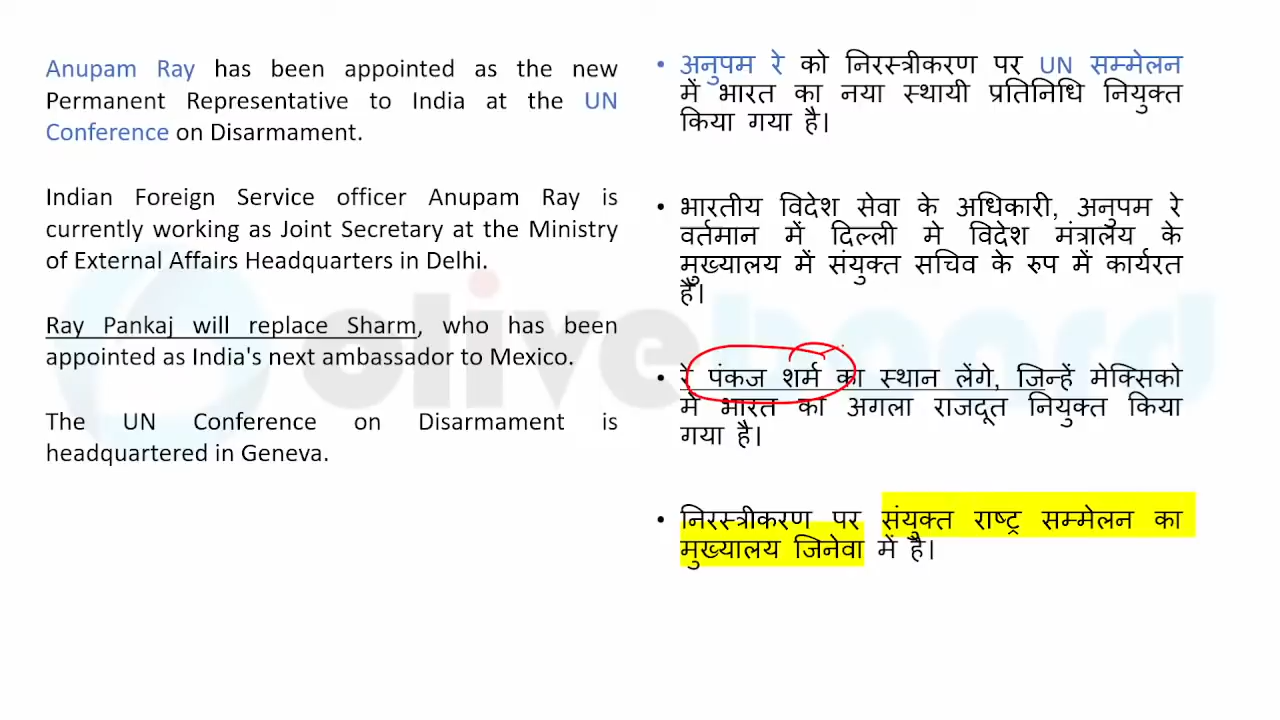 Anupam Ray has been appointed as the new
Permanent Representative to India at the UN
Conference on Disarmament.
Indian Foreign Service officer Anupam Ray is
currently working as Joint Secretary at the Ministry
of External Affairs Headquarters in Delhi.
Ray Pankaj will replace Sharm, who has been
appointed as India's next ambassador to Mexico.
The UN Conference on Disarmament is
headquartered in Geneva.
• अनुपम रे को निरस्त्रीकरण पर UN सम्मेलन
में भारत का नया स्थायी प्रतिनिधि नियुक्त
किया गया है।
• भारतीय विदेश सेवा के अधिकारी, अनुपम रे
वर्तमान में दिल्ली मे विदेश मंत्रालय के
मुख्यालय में संयुक्त सचिव के रुप में कार्यरत
हैं।
• रे पंकज शर्म का स्थान लेंगे, जिन्हें मेक्सिको
में भारत का अगला राजदूत नियुक्त किया
गया है।
• निरस्त्रीकरण पर संयुक्त राष्ट्र सम्मेलन का
मुख्यालय जिनेवा में है।
oliveboard